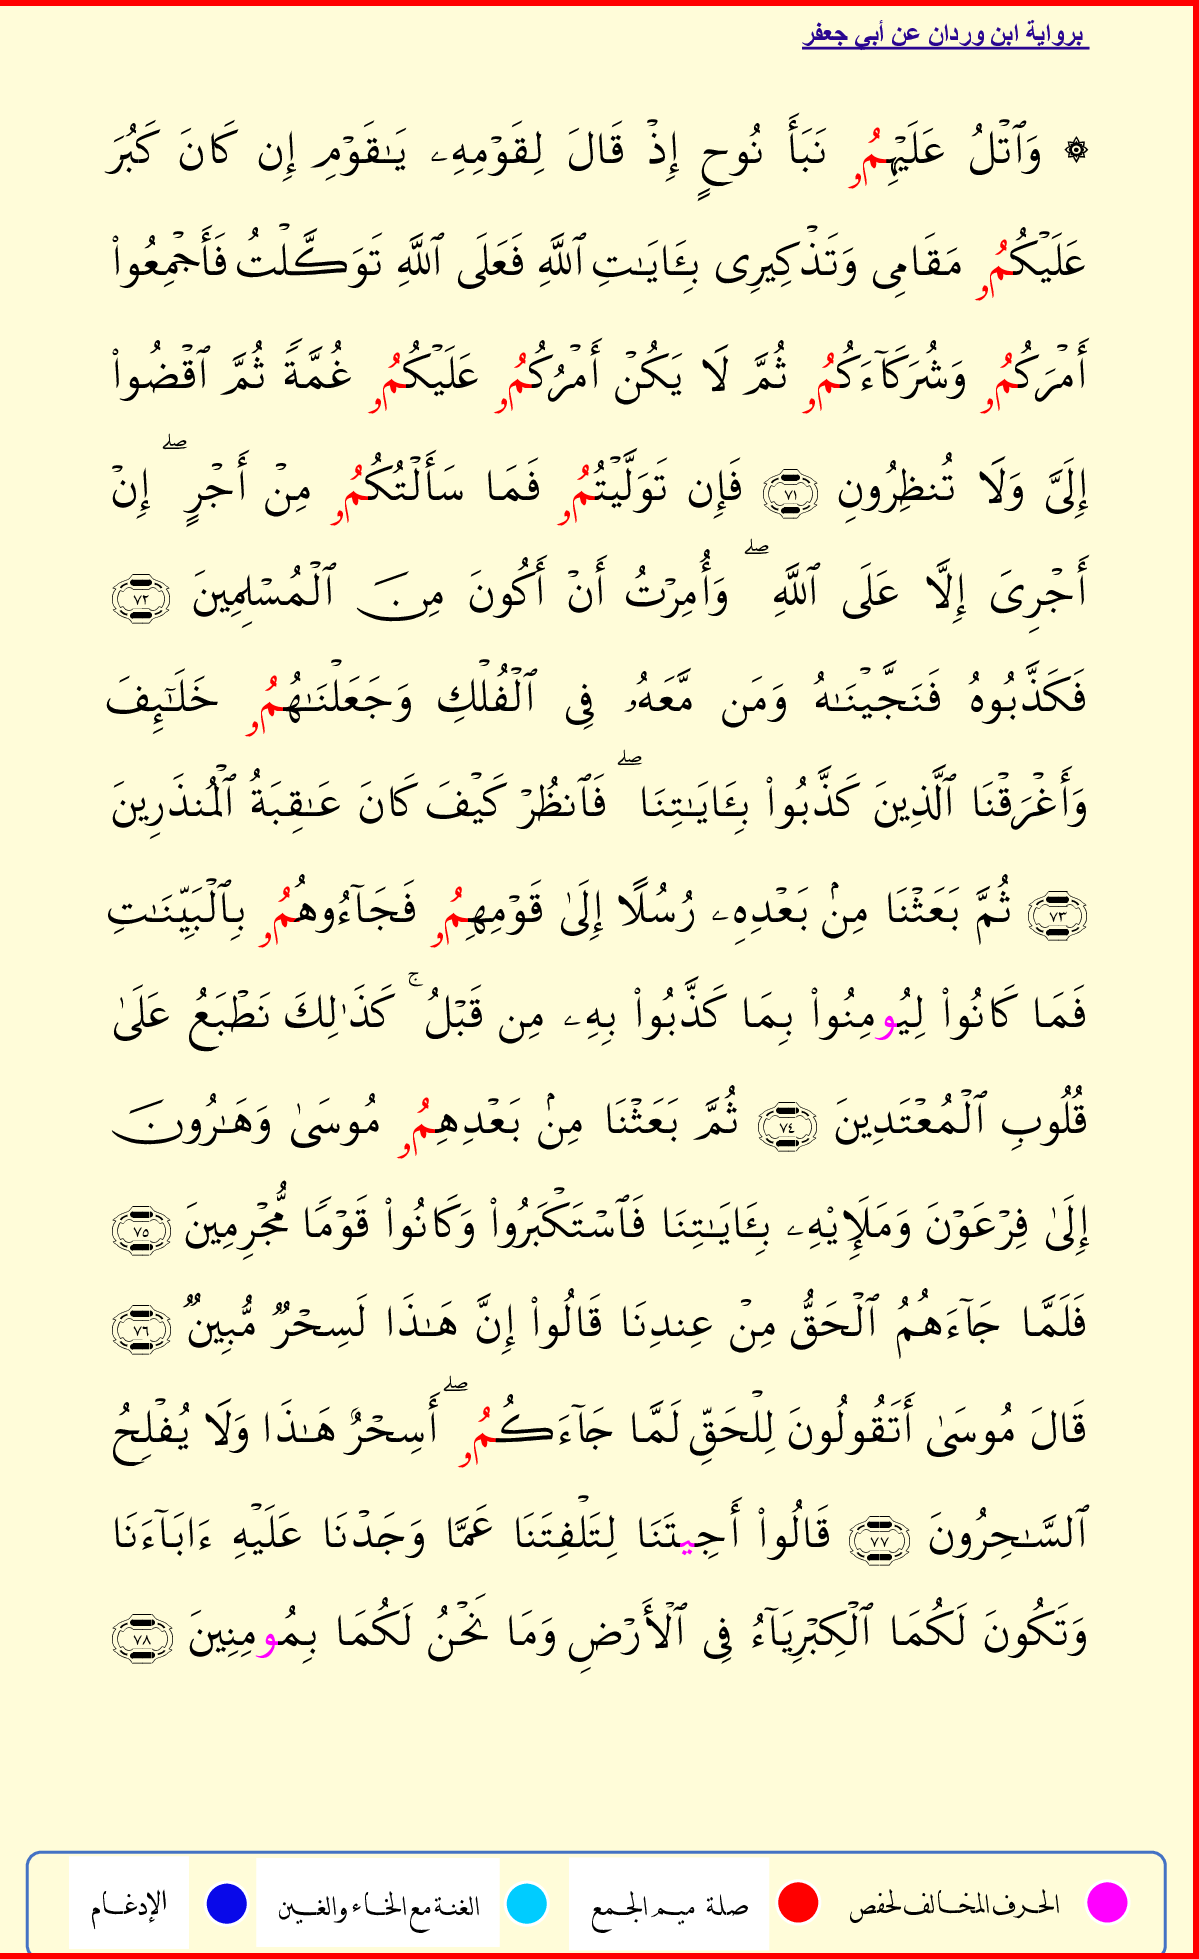 برواية ابن وردان عن أبي جعفر
۞ وَٱتۡلُ عَلَيۡهِمُۥ نَبَأَ نُوحٍ إِذۡ قَالَ لِقَوۡمِهِۦ يَـٰقَوۡمِ إِن كَانَ كَبُرَ
عَلَيۡكُمُۥ مَقَامِى وَتَذۡكِيرِى بِـَٔايَـٰتِ ٱللَّهِ فَعَلَى ٱللَّهِ تَوَكَّلۡتُ فَأَجۡمِعُوا۟
أَمۡرَكُمُۥ وَشُرَكَآءَكُمُۥ ثُمَّ لَا يَكُنۡ أَمۡرُكُمُۥ عَلَيۡكُمُۥ غُمَّةً ثُمَّ ٱقۡضُوا۟
إِلَىَّ وَلَا تُنظِرُونِ ٧١ فَإِن تَوَلَّيۡتُمُۥ فَمَا سَأَلۡتُكُمُۥ مِنۡ أَجۡرٍ ۖ إِنۡ
أَجۡرِىَ إِلَّا عَلَى ٱللَّهِ ۖ وَأُمِرۡتُ أَنۡ أَكُونَ مِنَ ٱلۡمُسۡلِمِينَ ٧٢
فَكَذَّبُوهُ فَنَجَّيۡنَـٰهُ وَمَن مَّعَهُۥ فِى ٱلۡفُلۡكِ وَجَعَلۡنَـٰهُمُۥ خَلَـٰٓئِفَ
وَأَغۡرَقۡنَا ٱلَّذِينَ كَذَّبُوا۟ بِـَٔايَـٰتِنَا ۖ فَٱنظُرۡ كَيۡفَ كَانَ عَـٰقِبَةُ ٱلۡمُنذَرِينَ
٧٣ ثُمَّ بَعَثۡنَا مِنۢ بَعۡدِهِۦ رُسُلًا إِلَىٰ قَوۡمِهِمُۥ فَجَآءُوهُمُۥ بِٱلۡبَيِّنَـٰتِ
فَمَا كَانُوا۟ لِيُومِنُوا۟ بِمَا كَذَّبُوا۟ بِهِۦ مِن قَبۡلُ ۚ كَذَٰلِكَ نَطۡبَعُ عَلَىٰ
قُلُوبِ ٱلۡمُعۡتَدِينَ ٧٤ ثُمَّ بَعَثۡنَا مِنۢ بَعۡدِهِمُۥ مُوسَىٰ وَهَـٰرُونَ
إِلَىٰ فِرۡعَوۡنَ وَمَلَإِي۟هِۦ بِـَٔايَـٰتِنَا فَٱسۡتَكۡبَرُوا۟ وَكَانُوا۟ قَوۡمًا مُّجۡرِمِينَ ٧٥
فَلَمَّا جَآءَهُمُ ٱلۡحَقُّ مِنۡ عِندِنَا قَالُوا۟ إِنَّ هَـٰذَا لَسِحۡرٌ مُّبِينٌ ٧٦
قَالَ مُوسَىٰ أَتَقُولُونَ لِلۡحَقِّ لَمَّا جَآءَكُمُۥ ۖ أَسِحۡرٌ هَـٰذَا وَلَا يُفۡلِحُ
ٱلسَّـٰحِرُونَ ٧٧ قَالُوا۟ أَجِيتَنَا لِتَلۡفِتَنَا عَمَّا وَجَدۡنَا عَلَيۡهِ ءَابَآءَنَا
وَتَكُونَ لَكُمَا ٱلۡكِبۡرِيَآءُ فِى ٱلۡأَرۡضِ وَمَا نَحۡنُ لَكُمَا بِمُومِنِينَ ٧٨
الحرف المخالف لحفص صلة ميم الجمع الغنة مع الخاء والغين الإدغام